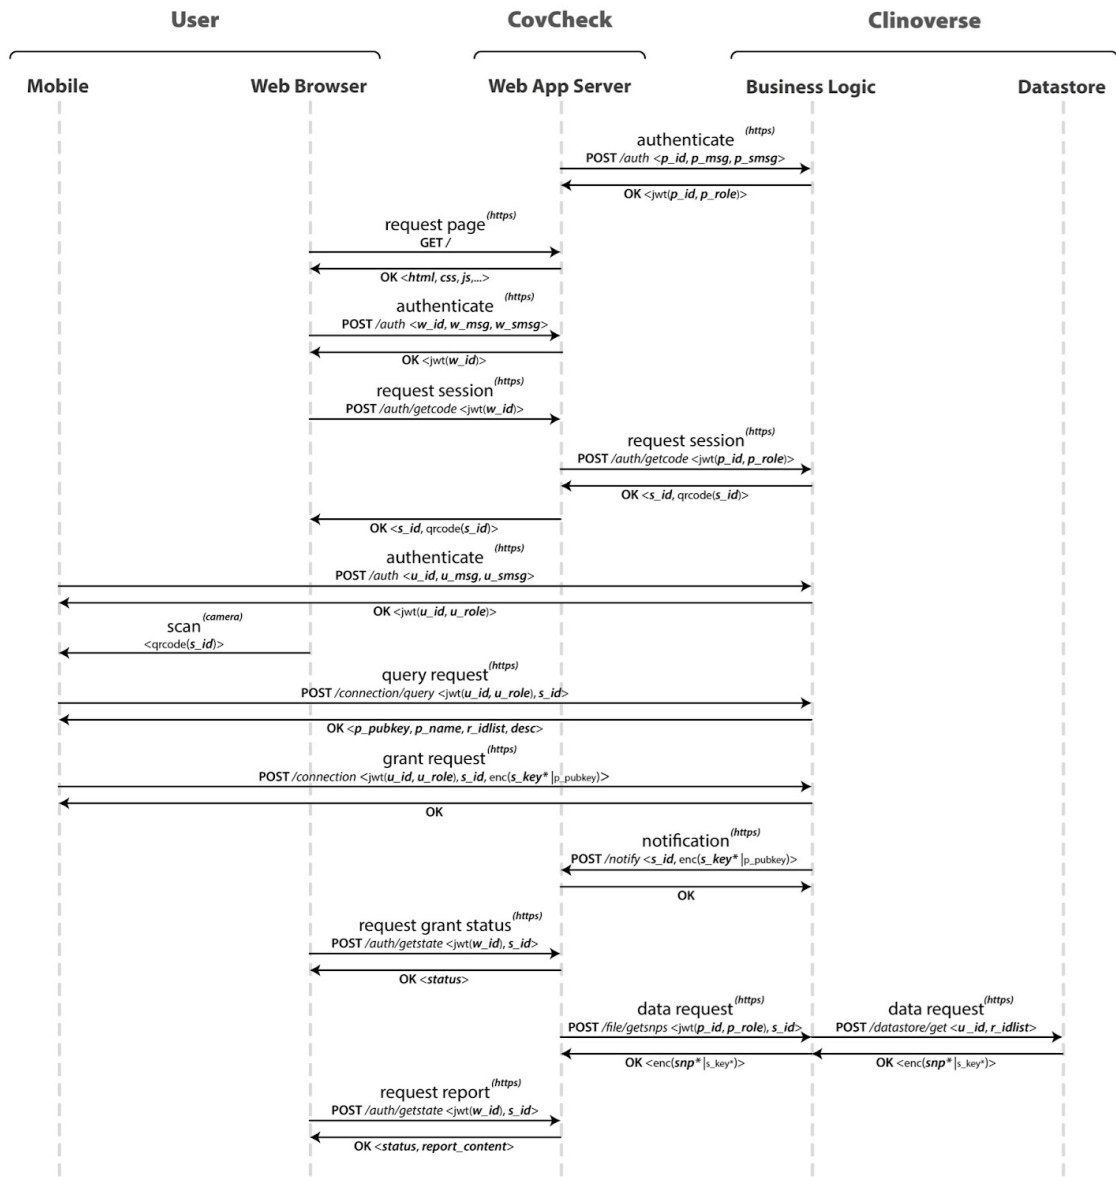 User CovCheck Clinoverse
Mobile Web Browser Web App Server Business Logic Datastore
authenticate (https)
POST /auth <p_id, p_msg, p_smsg>
OK <jwt(p_id, p_role)>
request page (https)
GET /
OK <html, css, js,...>
authenticate (https)
POST /auth <w_id, w_msg, w_smsg>
OK <jwt(w_id)>
request session (https)
POST /auth/getcode <jwt(w_id)>
request session (https)
POST /auth/getcode <jwt(p_id, p_role)>
OK <s_id, qrcode(s_id)>
OK <s_id, qrcode(s_id)>
authenticate (https)
POST /auth <u_id, u_msg, u_smsg>
OK <jwt(u_id, u_role)>
scan (camera)
<qrcode(s_id)>
query request (https)
POST /connection/query <jwt(u_id, u_role), s_id>
OK <p_pubkey, p_name, r_idlist, desc>
grant request (https)
POST /connection <jwt(u_id, u_role), s_id, enc(s_key* |p_pubkey)>
OK
notification (https)
POST /notify <s_id, enc(s_key* |p_pubkey)>
OK
request grant status (https)
POST /auth/getstate <jwt(w_id), s_id>
OK <status>
data request (https) data request (https)
POST /file/getsnps <jwt(p_id, p_role), s_id> POST /datastore/get <u_id, r_idlist>
OK <enc(snp* |s_key*)> OK <enc(snp* |s_key*)>
request report (https)
POST /auth/getstate <jwt(w_id), s_id>
OK <status, report_content>